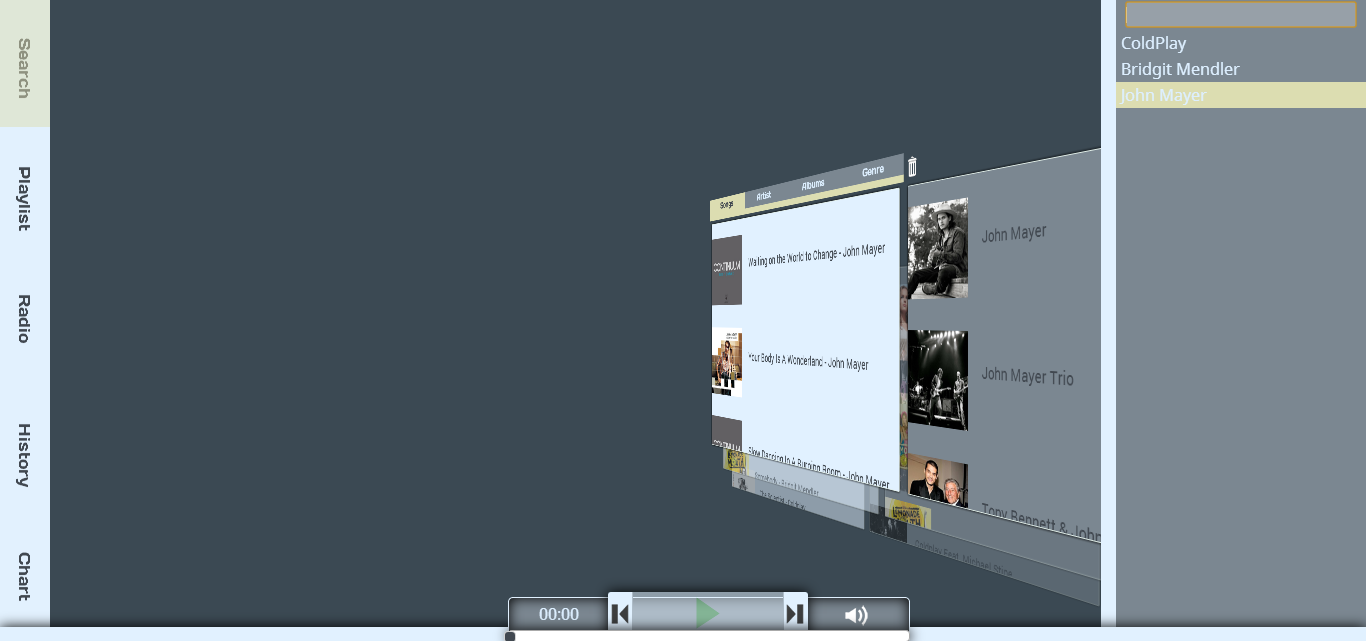 Search
Playlist
Radio
History
Chart
Songs
Artist
Albums
Genre
CONTINUUM
Waiting on the World to Change - John Mayer
Your Body Is A Wonderland - John Mayer
Slow Dancing In A Burning Room - John Mayer
John Mayer
John Mayer Trio
Tony Bennett & John
LEMONADE
00:00
ColdPlay
Bridgit Mendler
John Mayer